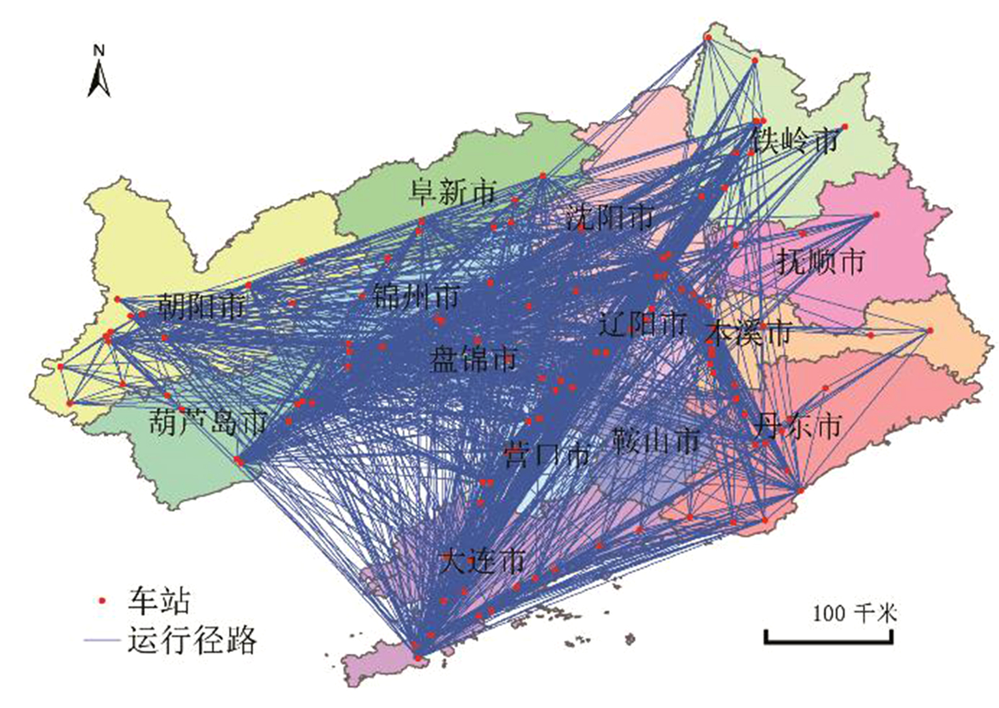 N
铁岭市
阜新市
沈阳市
抚顺市
锦州市
朝阳市
辽阳市
本溪市
盘锦市
葫芦岛市
丹东市
鞍山市
营口市
大连市
车站
运行径路
100 千米